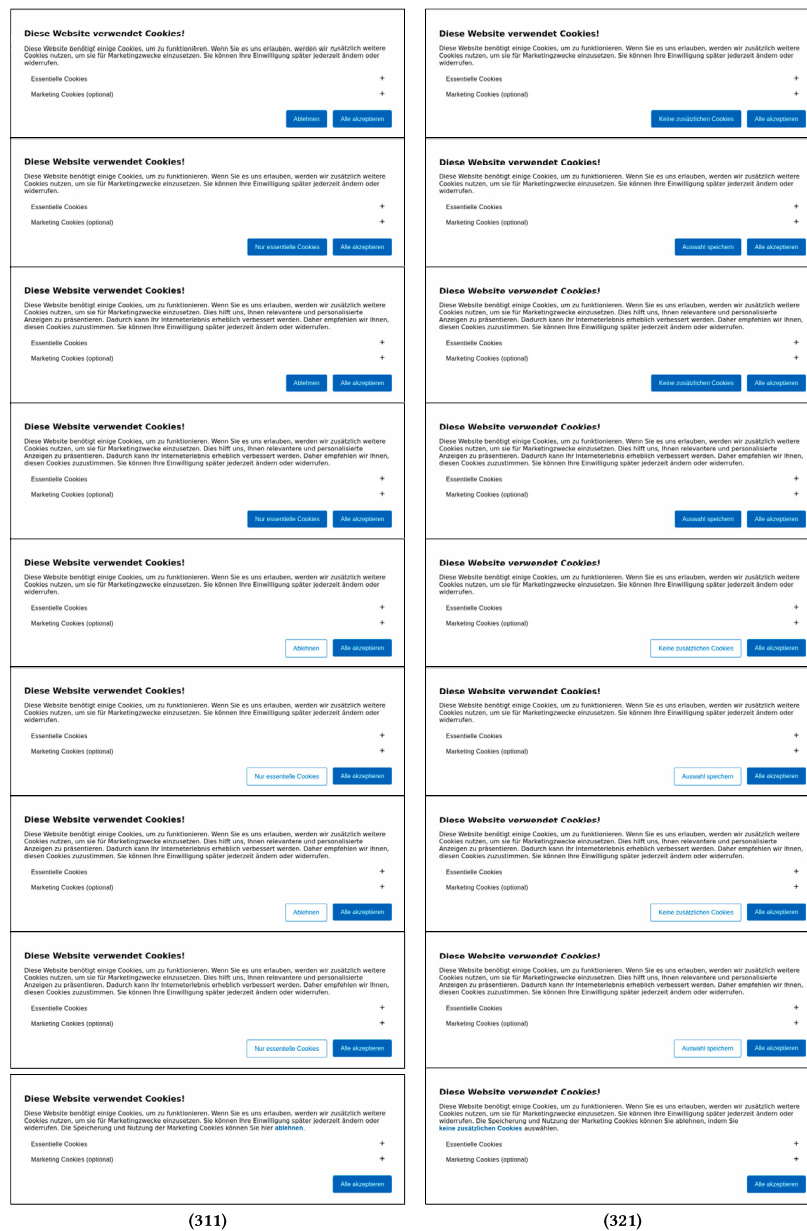 Diese Website verwendet Cookies!
Diese Website benötigt einige Cookies, um zu funktionieren. Wenn Sie es uns erlauben, werden wir zusätzlich weitere
Cookies nutzen, um sie für Marketingzwecke einzusetzen. Sie können Ihre Einwilligung später jederzeit ändern oder
widerrufen.
Essentielle Cookies +
Marketing Cookies (optional) +
Ablehnen Alle akzeptieren
Diese Website verwendet Cookies!
Diese Website benötigt einige Cookies, um zu funktionieren. Wenn Sie es uns erlauben, werden wir zusätzlich weitere
Cookies nutzen, um sie für Marketingzwecke einzusetzen. Sie können Ihre Einwilligung später jederzeit ändern oder
widerrufen.
Essentielle Cookies +
Marketing Cookies (optional) +
Nur essentielle Cookies Alle akzeptieren
Diese Website verwendet Cookies!
Diese Website benötigt einige Cookies, um zu funktionieren. Wenn Sie es uns erlauben, werden wir zusätzlich weitere
Cookies nutzen, um sie für Marketingzwecke einzusetzen. Dies hilft uns, Ihnen relevantere und personalisierte
Anzeigen zu präsentieren. Dadurch kann Ihr Interneterlebnis erheblich verbessert werden. Daher empfehlen wir Ihnen,
diesen Cookies zuzustimmen. Sie können Ihre Einwilligung später jederzeit ändern oder widerrufen.
Essentielle Cookies +
Marketing Cookies (optional) +
Ablehnen Alle akzeptieren
Diese Website verwendet Cookies!
Diese Website benötigt einige Cookies, um zu funktionieren. Wenn Sie es uns erlauben, werden wir zusätzlich weitere
Cookies nutzen, um sie für Marketingzwecke einzusetzen. Dies hilft uns, Ihnen relevantere und personalisierte
Anzeigen zu präsentieren. Dadurch kann Ihr Interneterlebnis erheblich verbessert werden. Daher empfehlen wir Ihnen,
diesen Cookies zuzustimmen. Sie können Ihre Einwilligung später jederzeit ändern oder widerrufen.
Essentielle Cookies +
Marketing Cookies (optional) +
Nur essentielle Cookies Alle akzeptieren
Diese Website verwendet Cookies!
Diese Website benötigt einige Cookies, um zu funktionieren. Wenn Sie es uns erlauben, werden wir zusätzlich weitere
Cookies nutzen, um sie für Marketingzwecke einzusetzen. Sie können Ihre Einwilligung später jederzeit ändern oder
widerrufen.
Essentielle Cookies +
Marketing Cookies (optional) +
Ablehnen Alle akzeptieren
Diese Website verwendet Cookies!
Diese Website benötigt einige Cookies, um zu funktionieren. Wenn Sie es uns erlauben, werden wir zusätzlich weitere
Cookies nutzen, um sie für Marketingzwecke einzusetzen. Sie können Ihre Einwilligung später jederzeit ändern oder
widerrufen.
Essentielle Cookies +
Marketing Cookies (optional) +
Nur essentielle Cookies Alle akzeptieren
Diese Website verwendet Cookies!
Diese Website benötigt einige Cookies, um zu funktionieren. Wenn Sie es uns erlauben, werden wir zusätzlich weitere
Cookies nutzen, um sie für Marketingzwecke einzusetzen. Dies hilft uns, Ihnen relevantere und personalisierte
Anzeigen zu präsentieren. Dadurch kann Ihr Interneterlebnis erheblich verbessert werden. Daher empfehlen wir Ihnen,
diesen Cookies zuzustimmen. Sie können Ihre Einwilligung später jederzeit ändern oder widerrufen.
Essentielle Cookies +
Marketing Cookies (optional) +
Ablehnen Alle akzeptieren
Diese Website verwendet Cookies!
Diese Website benötigt einige Cookies, um zu funktionieren. Wenn Sie es uns erlauben, werden wir zusätzlich weitere
Cookies nutzen, um sie für Marketingzwecke einzusetzen. Dies hilft uns, Ihnen relevantere und personalisierte
Anzeigen zu präsentieren. Dadurch kann Ihr Interneterlebnis erheblich verbessert werden. Daher empfehlen wir Ihnen,
diesen Cookies zuzustimmen. Sie können Ihre Einwilligung später jederzeit ändern oder widerrufen.
Essentielle Cookies +
Marketing Cookies (optional) +
Nur essentielle Cookies Alle akzeptieren
Diese Website verwendet Cookies!
Diese Website benötigt einige Cookies, um zu funktionieren. Wenn Sie es uns erlauben, werden wir zusätzlich weitere
Cookies nutzen, um sie für Marketingzwecke einzusetzen. Sie können Ihre Einwilligung später jederzeit ändern oder
widerrufen. Die Speicherung und Nutzung der Marketing Cookies können Sie hier ablehnen.
Essentielle Cookies +
Marketing Cookies (optional) +
Alle akzeptieren
(311)
Diese Website verwendet Cookies!
Diese Website benötigt einige Cookies, um zu funktionieren. Wenn Sie es uns erlauben, werden wir zusätzlich weitere
Cookies nutzen, um sie für Marketingzwecke einzusetzen. Sie können Ihre Einwilligung später jederzeit ändern oder
widerrufen.
Essentielle Cookies +
Marketing Cookies (optional) +
Keine zusätzlichen Cookies Alle akzeptieren
Diese Website verwendet Cookies!
Diese Website benötigt einige Cookies, um zu funktionieren. Wenn Sie es uns erlauben, werden wir zusätzlich weitere
Cookies nutzen, um sie für Marketingzwecke einzusetzen. Sie können Ihre Einwilligung später jederzeit ändern oder
widerrufen.
Essentielle Cookies +
Marketing Cookies (optional) +
Auswahl speichern Alle akzeptieren
Diese Website verwendet Cookies!
Diese Website benötigt einige Cookies, um zu funktionieren. Wenn Sie es uns erlauben, werden wir zusätzlich weitere
Cookies nutzen, um sie für Marketingzwecke einzusetzen. Dies hilft uns, Ihnen relevantere und personalisierte
Anzeigen zu präsentieren. Dadurch kann Ihr Interneterlebnis erheblich verbessert werden. Daher empfehlen wir Ihnen,
diesen Cookies zuzustimmen. Sie können Ihre Einwilligung später jederzeit ändern oder widerrufen.
Essentielle Cookies +
Marketing Cookies (optional) +
Keine zusätzlichen Cookies Alle akzeptieren
Diese Website verwendet Cookies!
Diese Website benötigt einige Cookies, um zu funktionieren. Wenn Sie es uns erlauben, werden wir zusätzlich weitere
Cookies nutzen, um sie für Marketingzwecke einzusetzen. Dies hilft uns, Ihnen relevantere und personalisierte
Anzeigen zu präsentieren. Dadurch kann Ihr Interneterlebnis erheblich verbessert werden. Daher empfehlen wir Ihnen,
diesen Cookies zuzustimmen. Sie können Ihre Einwilligung später jederzeit ändern oder widerrufen.
Essentielle Cookies +
Marketing Cookies (optional) +
Auswahl speichern Alle akzeptieren
Diese Website verwendet Cookies!
Diese Website benötigt einige Cookies, um zu funktionieren. Wenn Sie es uns erlauben, werden wir zusätzlich weitere
Cookies nutzen, um sie für Marketingzwecke einzusetzen. Sie können Ihre Einwilligung später jederzeit ändern oder
widerrufen.
Essentielle Cookies +
Marketing Cookies (optional) +
Keine zusätzlichen Cookies Alle akzeptieren
Diese Website verwendet Cookies!
Diese Website benötigt einige Cookies, um zu funktionieren. Wenn Sie es uns erlauben, werden wir zusätzlich weitere
Cookies nutzen, um sie für Marketingzwecke einzusetzen. Sie können Ihre Einwilligung später jederzeit ändern oder
widerrufen.
Essentielle Cookies +
Marketing Cookies (optional) +
Auswahl speichern Alle akzeptieren
Diese Website verwendet Cookies!
Diese Website benötigt einige Cookies, um zu funktionieren. Wenn Sie es uns erlauben, werden wir zusätzlich weitere
Cookies nutzen, um sie für Marketingzwecke einzusetzen. Dies hilft uns, Ihnen relevantere und personalisierte
Anzeigen zu präsentieren. Dadurch kann Ihr Interneterlebnis erheblich verbessert werden. Daher empfehlen wir Ihnen,
diesen Cookies zuzustimmen. Sie können Ihre Einwilligung später jederzeit ändern oder widerrufen.
Essentielle Cookies +
Marketing Cookies (optional) +
Keine zusätzlichen Cookies Alle akzeptieren
Diese Website verwendet Cookies!
Diese Website benötigt einige Cookies, um zu funktionieren. Wenn Sie es uns erlauben, werden wir zusätzlich weitere
Cookies nutzen, um sie für Marketingzwecke einzusetzen. Dies hilft uns, Ihnen relevantere und personalisierte
Anzeigen zu präsentieren. Dadurch kann Ihr Interneterlebnis erheblich verbessert werden. Daher empfehlen wir Ihnen,
diesen Cookies zuzustimmen. Sie können Ihre Einwilligung später jederzeit ändern oder widerrufen.
Essentielle Cookies +
Marketing Cookies (optional) +
Auswahl speichern Alle akzeptieren
Diese Website verwendet Cookies!
Diese Website benötigt einige Cookies, um zu funktionieren. Wenn Sie es uns erlauben, werden wir zusätzlich weitere
Cookies nutzen, um sie für Marketingzwecke einzusetzen. Sie können Ihre Einwilligung später jederzeit ändern oder
widerrufen. Die Speicherung und Nutzung der Marketing Cookies können Sie ablehnen, indem Sie
keine zusätzlichen Cookies auswählen.
Essentielle Cookies +
Marketing Cookies (optional) +
Alle akzeptieren
(321)